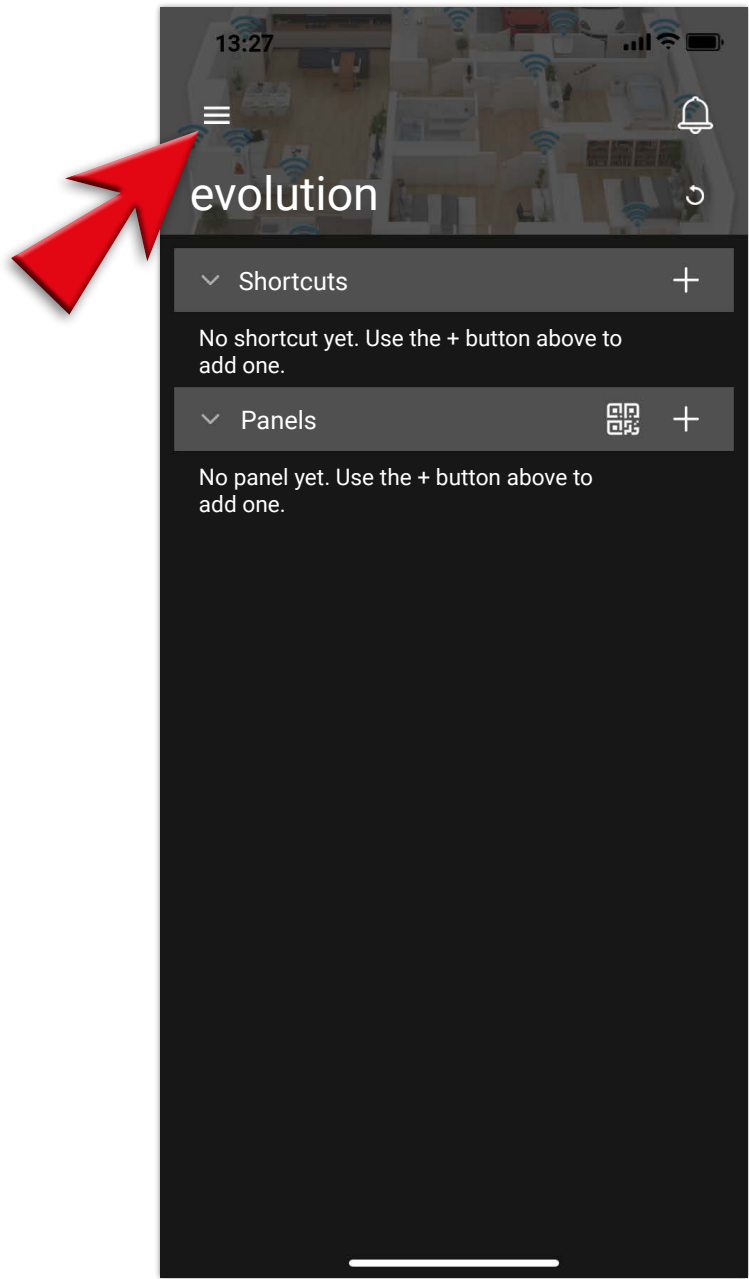 13:27
evolution
Shortcuts
No shortcut yet. Use the + button above to
add one.
Panels
No panel yet. Use the + button above to
add one.